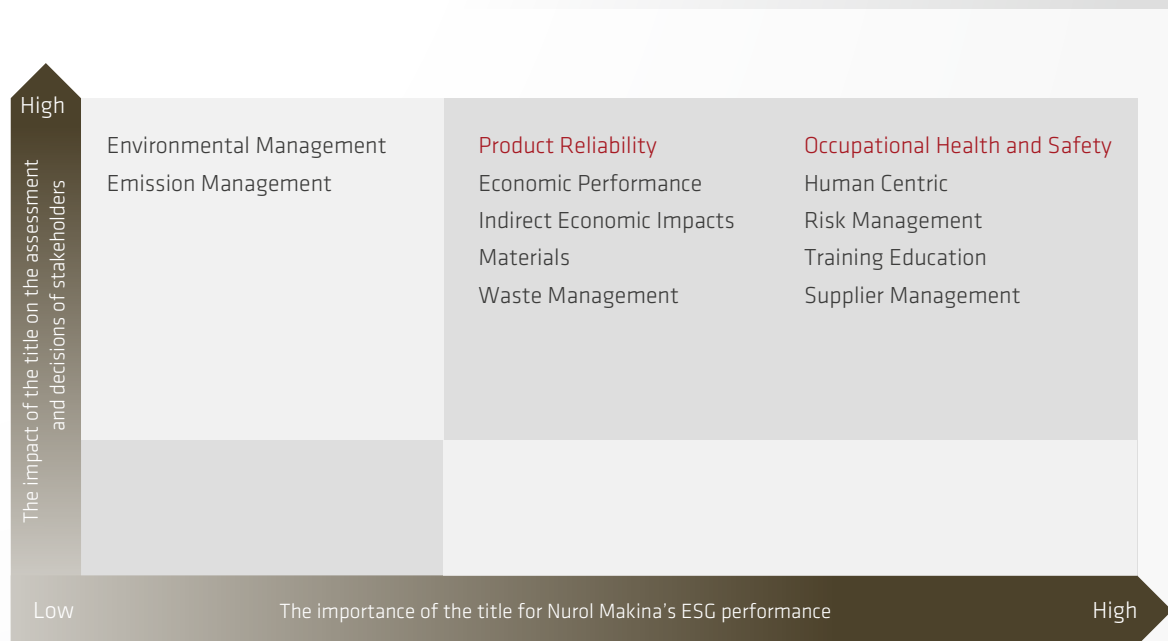 High
The impact of the title on the assessment
and decisions of stakeholders
Environmental Management
Emission Management
Product Reliability
Economic Performance
Indirect Economic Impacts
Materials
Waste Management
Occupational Health and Safety
Human Centric
Risk Management
Training Education
Supplier Management
Low
The importance of the title for Nurol Makina’s ESG performance
High